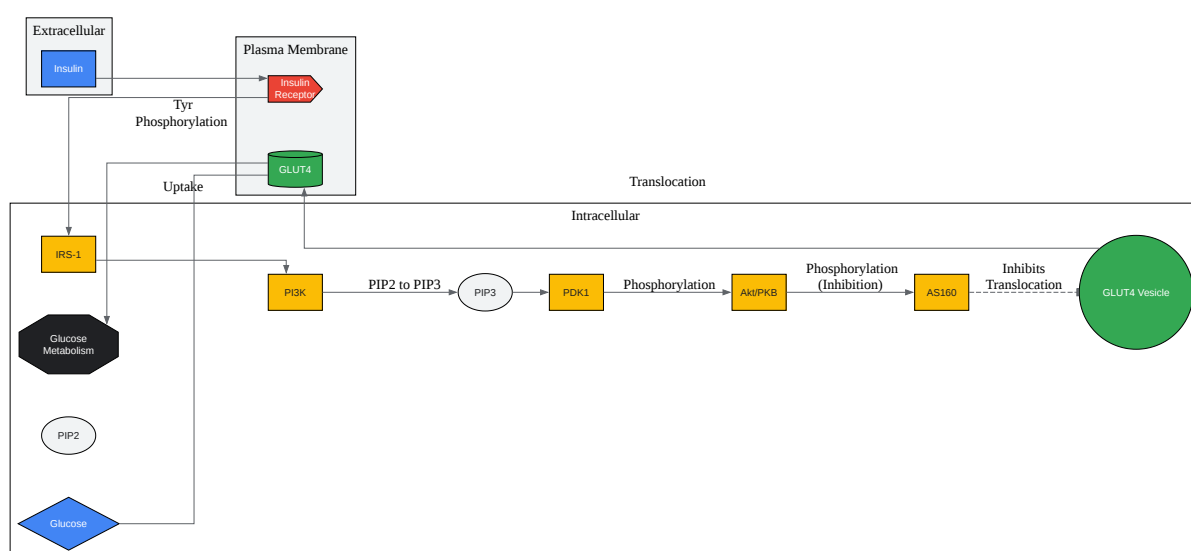 Extracellular
Insulin
Plasma Membrane
Insulin
Receptor
Tyr
Phosphorylation
GLUT4
Uptake
Translocation
Intracellular
IRS-1
PI3K
PIP2 to PIP3
PIP3
PDK1
Phosphorylation
Akt/PKB
Phosphorylation
(Inhibition)
AS160
Inhibits
Translocation
GLUT4 Vesicle
Glucose
Metabolism
PIP2
Glucose